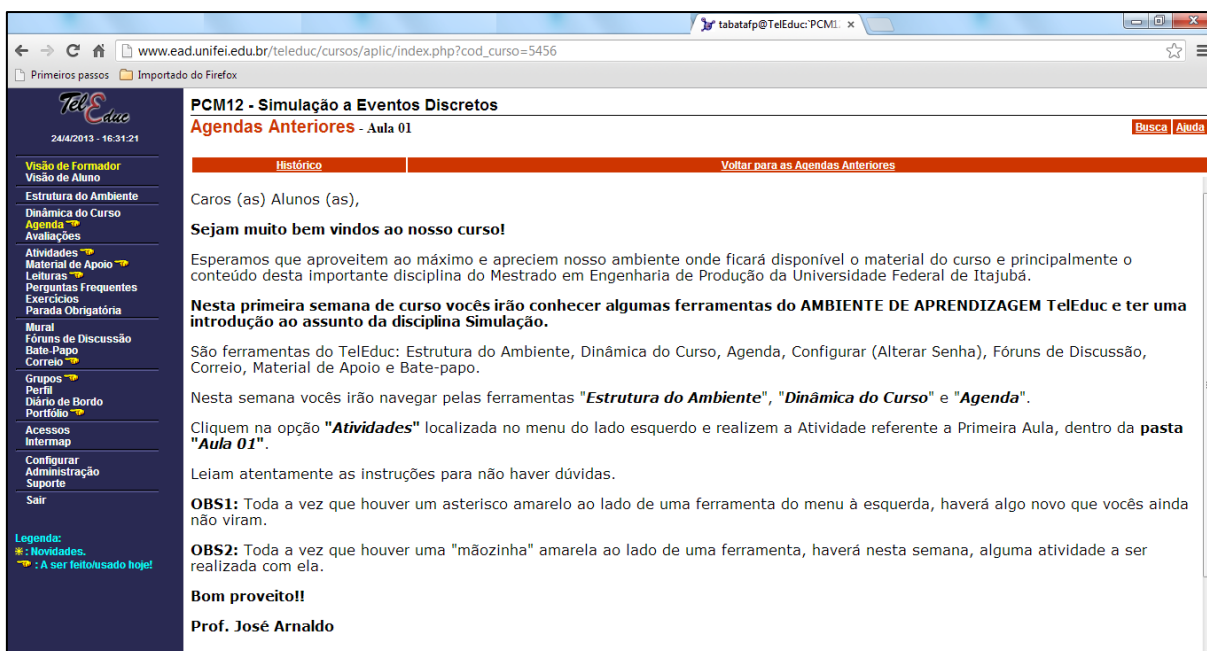 tabatafp@TelEduc:`PCM1
www.ead.unifei.edu.br/teleduc/cursos/aplic/index.php?cod_curso=5456
Primeiros passos Importado do Firefox
TelEduc
24/4/2013 - 16:31:21
Visão de Formador
Visão de Aluno
Estrutura do Ambiente
Dinâmica do Curso
Agenda
Avaliações
Atividades
Material de Apoio
Leituras
Perguntas Frequentes
Exercícios
Parada Obrigatória
Mural
Fóruns de Discussão
Bate-Papo
Correio
Grupos
Perfil
Diário de Bordo
Portfólio
Acessos
Intermap
Configurar
Administração
Suporte
Sair
Legenda:
: Novidades.
: A ser feito/usado hoje!
PCM12 - Simulação a Eventos Discretos
Agendas Anteriores - Aula 01
Busca Ajuda
Histórico Voltar para as Agendas Anteriores
Caros (as) Alunos (as),
Sejam muito bem vindos ao nosso curso!
Esperamos que aproveitem ao máximo e apreciem nosso ambiente onde ficará disponível o material do curso e principalmente o
conteúdo desta importante disciplina do Mestrado em Engenharia de Produção da Universidade Federal de Itajubá.
Nesta primeira semana de curso vocês irão conhecer algumas ferramentas do AMBIENTE DE APRENDIZAGEM TelEduc e ter uma
introdução ao assunto da disciplina Simulação.
São ferramentas do TelEduc: Estrutura do Ambiente, Dinâmica do Curso, Agenda, Configurar (Alterar Senha), Fóruns de Discussão,
Correio, Material de Apoio e Bate-papo.
Nesta semana vocês irão navegar pelas ferramentas "Estrutura do Ambiente", "Dinâmica do Curso" e "Agenda".
Cliquem na opção "Atividades" localizada no menu do lado esquerdo e realizem a Atividade referente a Primeira Aula, dentro da pasta
"Aula 01".
Leiam atentamente as instruções para não haver dúvidas.
OBS1: Toda a vez que houver um asterisco amarelo ao lado de uma ferramenta do menu à esquerda, haverá algo novo que vocês ainda
não viram.
OBS2: Toda a vez que houver uma "mãozinha" amarela ao lado de uma ferramenta, haverá nesta semana, alguma atividade a ser
realizada com ela.
Bom proveito!!
Prof. José Arnaldo